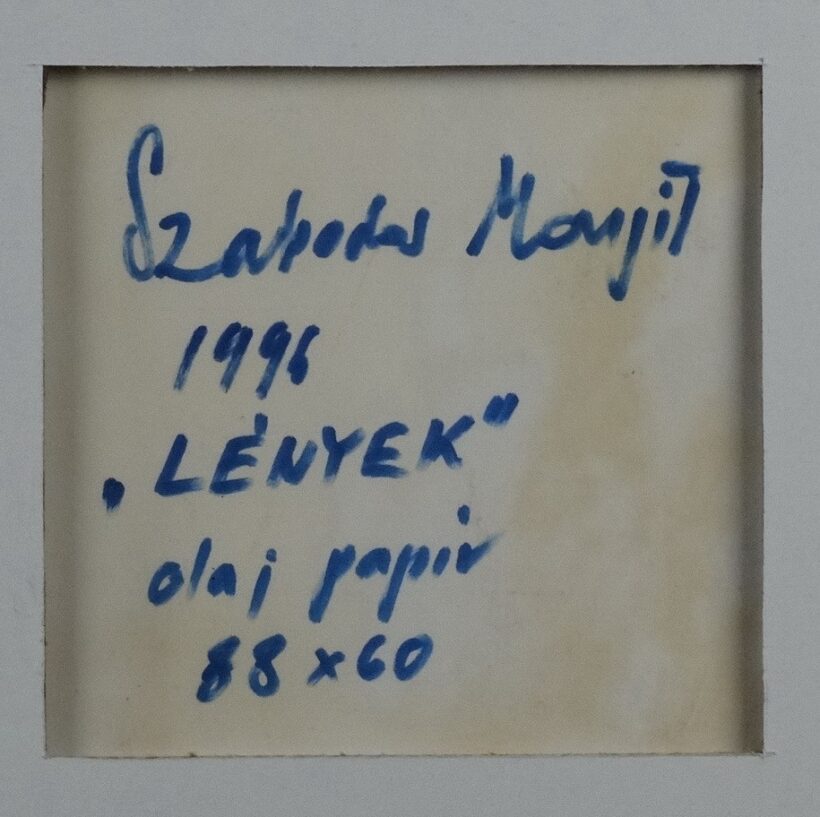 Szabados Margit
1996
„LÉNYEK”
olaj papír
88 x 60